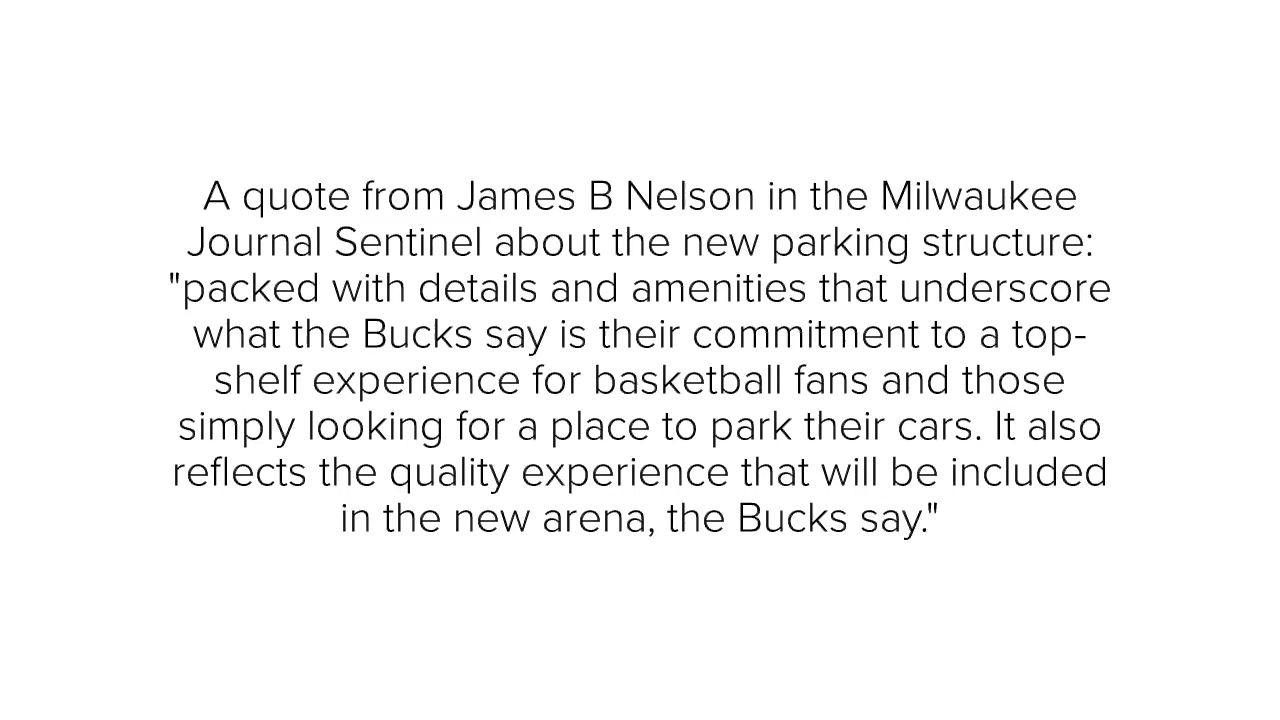 A quote from James B Nelson in the Milwaukee
Journal Sentinel about the new parking structure:
"packed with details and amenities that underscore
what the Bucks say is their commitment to a top-
shelf experience for basketball fans and those
simply looking for a place to park their cars. It also
reflects the quality experience that will be included
in the new arena, the Bucks say."